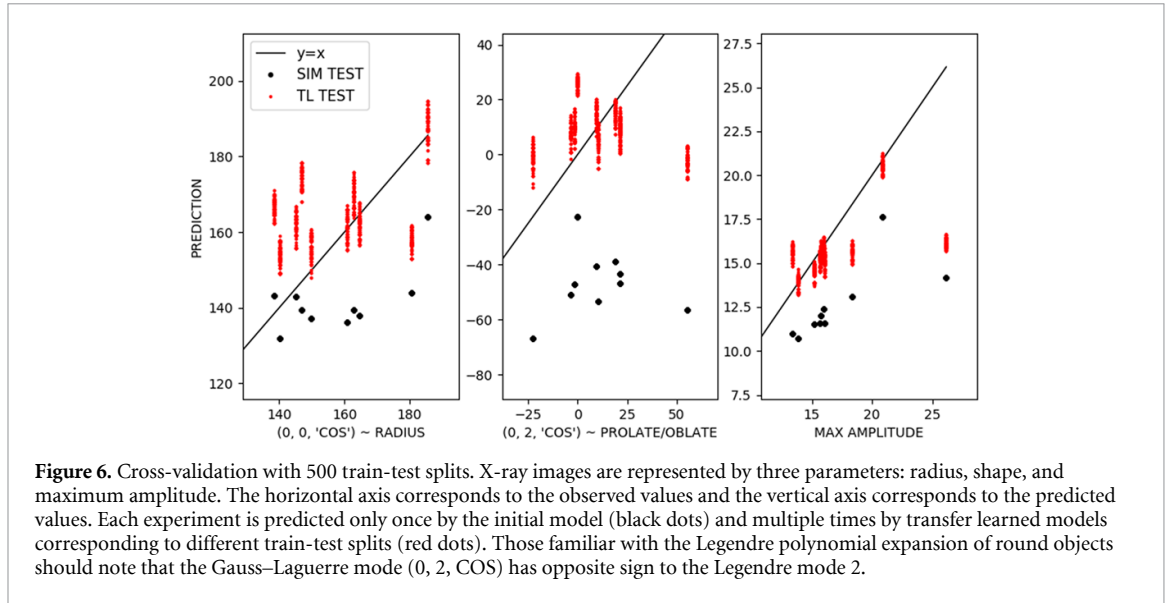 y=x
SIM TEST
TL TEST
PREDICTION
200
180
160
140
120
140 160 180
(0, 0, 'COS') ~ RADIUS
40
20
0
−20
−40
−60
−80
−25 0 25 50
(0, 2, 'COS') ~ PROLATE/OBLATE
27.5
25.0
22.5
20.0
17.5
15.0
12.5
10.0
7.5
15 20 25
MAX AMPLITUDE
Figure 6. Cross-validation with 500 train-test splits. X-ray images are represented by three parameters: radius, shape, and
maximum amplitude. The horizontal axis corresponds to the observed values and the vertical axis corresponds to the predicted
values. Each experiment is predicted only once by the initial model (black dots) and multiple times by transfer learned models
corresponding to different train-test splits (red dots). Those familiar with the Legendre polynomial expansion of round objects
should note that the Gauss–Laguerre mode (0, 2, COS) has opposite sign to the Legendre mode 2.